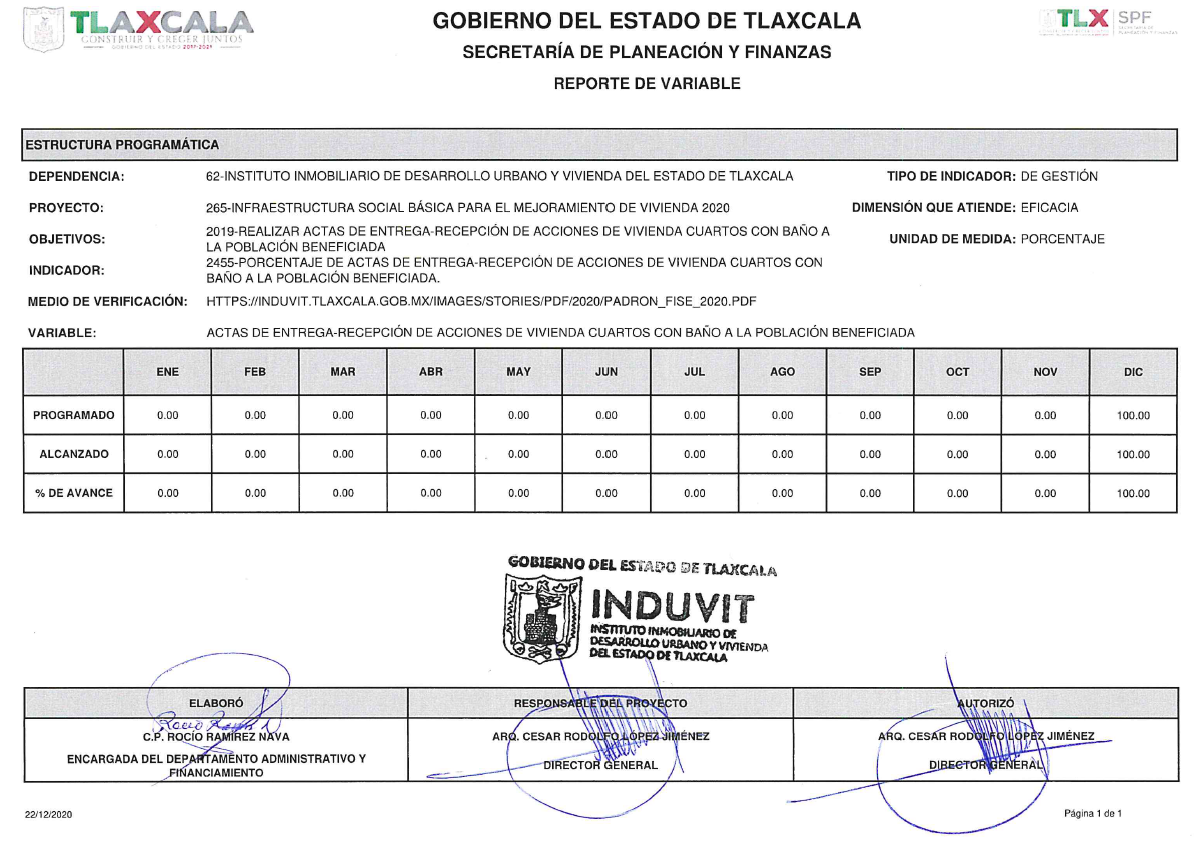 TLAXCALA
CONSTRUIR Y CRECER JUNTOS
GOBIERNO DEL ESTADO 2017-2021
GOBIERNO DEL ESTADO DE TLAXCALA
SECRETARÍA DE PLANEACIÓN Y FINANZAS
REPORTE DE VARIABLE
TLX SPF
ESTRUCTURA PROGRAMÁTICA
DEPENDENCIA: 62-INSTITUTO INMOBILIARIO DE DESARROLLO URBANO Y VIVIENDA DEL ESTADO DE TLAXCALA TIPO DE INDICADOR: DE GESTIÓN
PROYECTO: 265-INFRAESTRUCTURA SOCIAL BÁSICA PARA EL MEJORAMIENTO DE VIVIENDA 2020 DIMENSIÓN QUE ATIENDE: EFICACIA
OBJETIVOS: 2019-REALIZAR ACTAS DE ENTREGA-RECEPCIÓN DE ACCIONES DE VIVIENDA CUARTOS CON BAÑO A
LA POBLACIÓN BENEFICIADA UNIDAD DE MEDIDA: PORCENTAJE
INDICADOR: 2455-PORCENTAJE DE ACTAS DE ENTREGA-RECEPCIÓN DE ACCIONES DE VIVIENDA CUARTOS CON
BAÑO A LA POBLACIÓN BENEFICIADA.
MEDIO DE VERIFICACIÓN: HTTPS://INDUVIT.TLAXCALA.GOB.MX/IMAGES/STORIES/PDF/2020/PADRON_FISE_2020.PDF
VARIABLE: ACTAS DE ENTREGA-RECEPCIÓN DE ACCIONES DE VIVIENDA CUARTOS CON BAÑO A LA POBLACIÓN BENEFICIADA
ENE FEB MAR ABR MAY JUN JUL AGO SEP OCT NOV DIC
PROGRAMADO 0.00 0.00 0.00 0.00 0.00 0.00 0.00 0.00 0.00 0.00 0.00 100.00
ALCANZADO 0.00 0.00 0.00 0.00 0.00 0.00 0.00 0.00 0.00 0.00 0.00 100.00
% DE AVANCE 0.00 0.00 0.00 0.00 0.00 0.00 0.00 0.00 0.00 0.00 0.00 100.00
GOBIERNO DEL ESTADO DE TLAXCALA
INDUVIT
INSTITUTO INMOBILIARIO DE
DESARROLLO URBANO Y VIVIENDA
DEL ESTADO DE TLAXCALA
ELABORÓ RESPONSABLE DEL PROYECTO AUTORIZÓ
C.P. ROCÍO RAMÍREZ NAVA ARQ. CESAR RODOLFO LÓPEZ JIMÉNEZ ARQ. CESAR RODOLFO LÓPEZ JIMÉNEZ
ENCARGADA DEL DEPARTAMENTO ADMINISTRATIVO Y
FINANCIAMIENTO DIRECTOR GENERAL DIRECTOR GENERAL
22/12/2020 Página 1 de 1